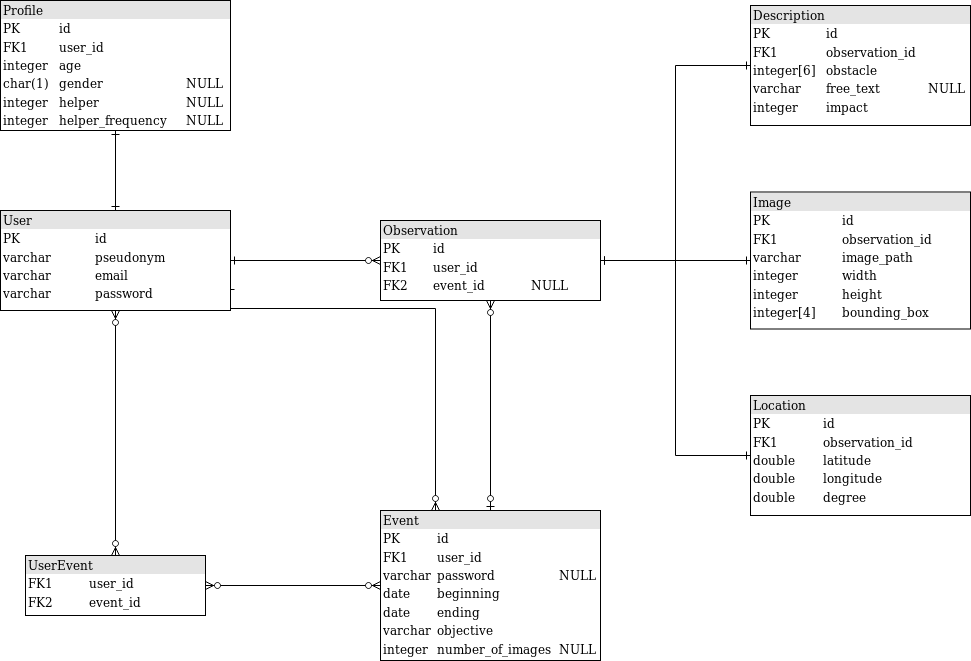 Profile
PK id
FK1 user_id
integer age
char(1) gender NULL
integer helper NULL
integer helper_frequency NULL
User
PK id
varchar pseudonym
varchar email
varchar password
UserEvent
FK1 user_id
FK2 event_id
Observation
PK id
FK1 user_id
FK2 event_id NULL
Event
PK id
FK1 user_id
varchar password NULL
date beginning
date ending
varchar objective
integer number_of_images NULL
Description
PK id
FK1 observation_id
integer[6] obstacle
varchar free_text NULL
integer impact
Image
PK id
FK1 observation_id
varchar image_path
integer width
integer height
integer[4] bounding_box
Location
PK id
FK1 observation_id
double latitude
double longitude
double degree